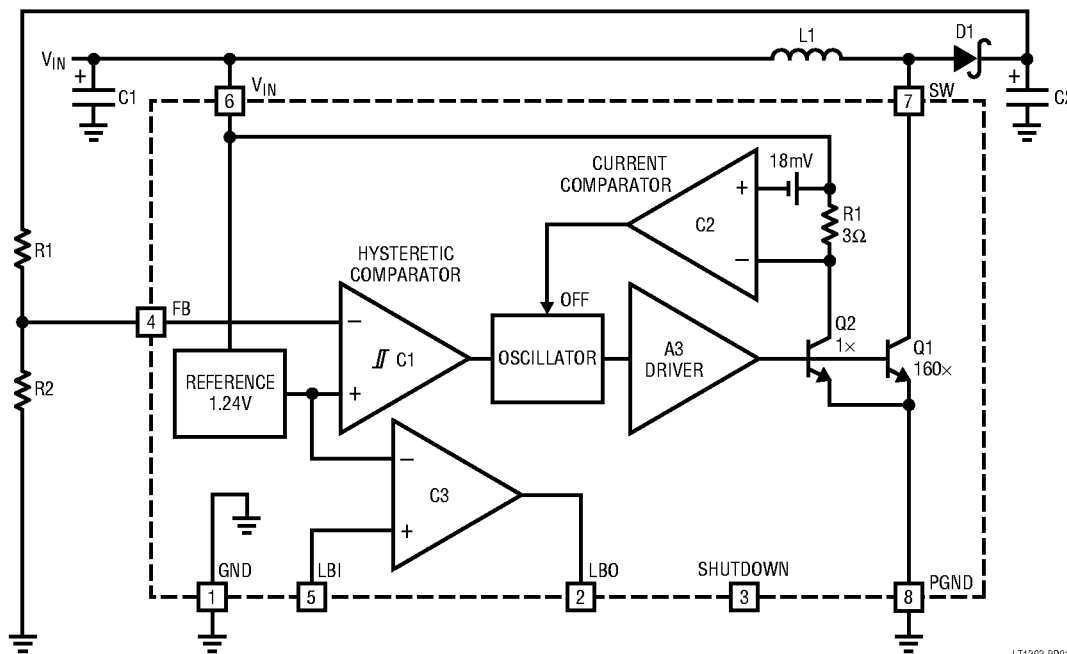 L1
D1
VIN
+
C1
6
VIN
7
SW
+
C2
CURRENT
COMPARATOR
18mV
+
C2
−
R1
3Ω
R1
HYSTERETIC
COMPARATOR
OFF
4
FB
−
C1
+
OSCILLATOR
A3
DRIVER
Q2
1×
Q1
160×
REFERENCE
1.24V
R2
−
C3
+
GND
LBI
LBO
SHUTDOWN
PGND
1
5
2
3
8